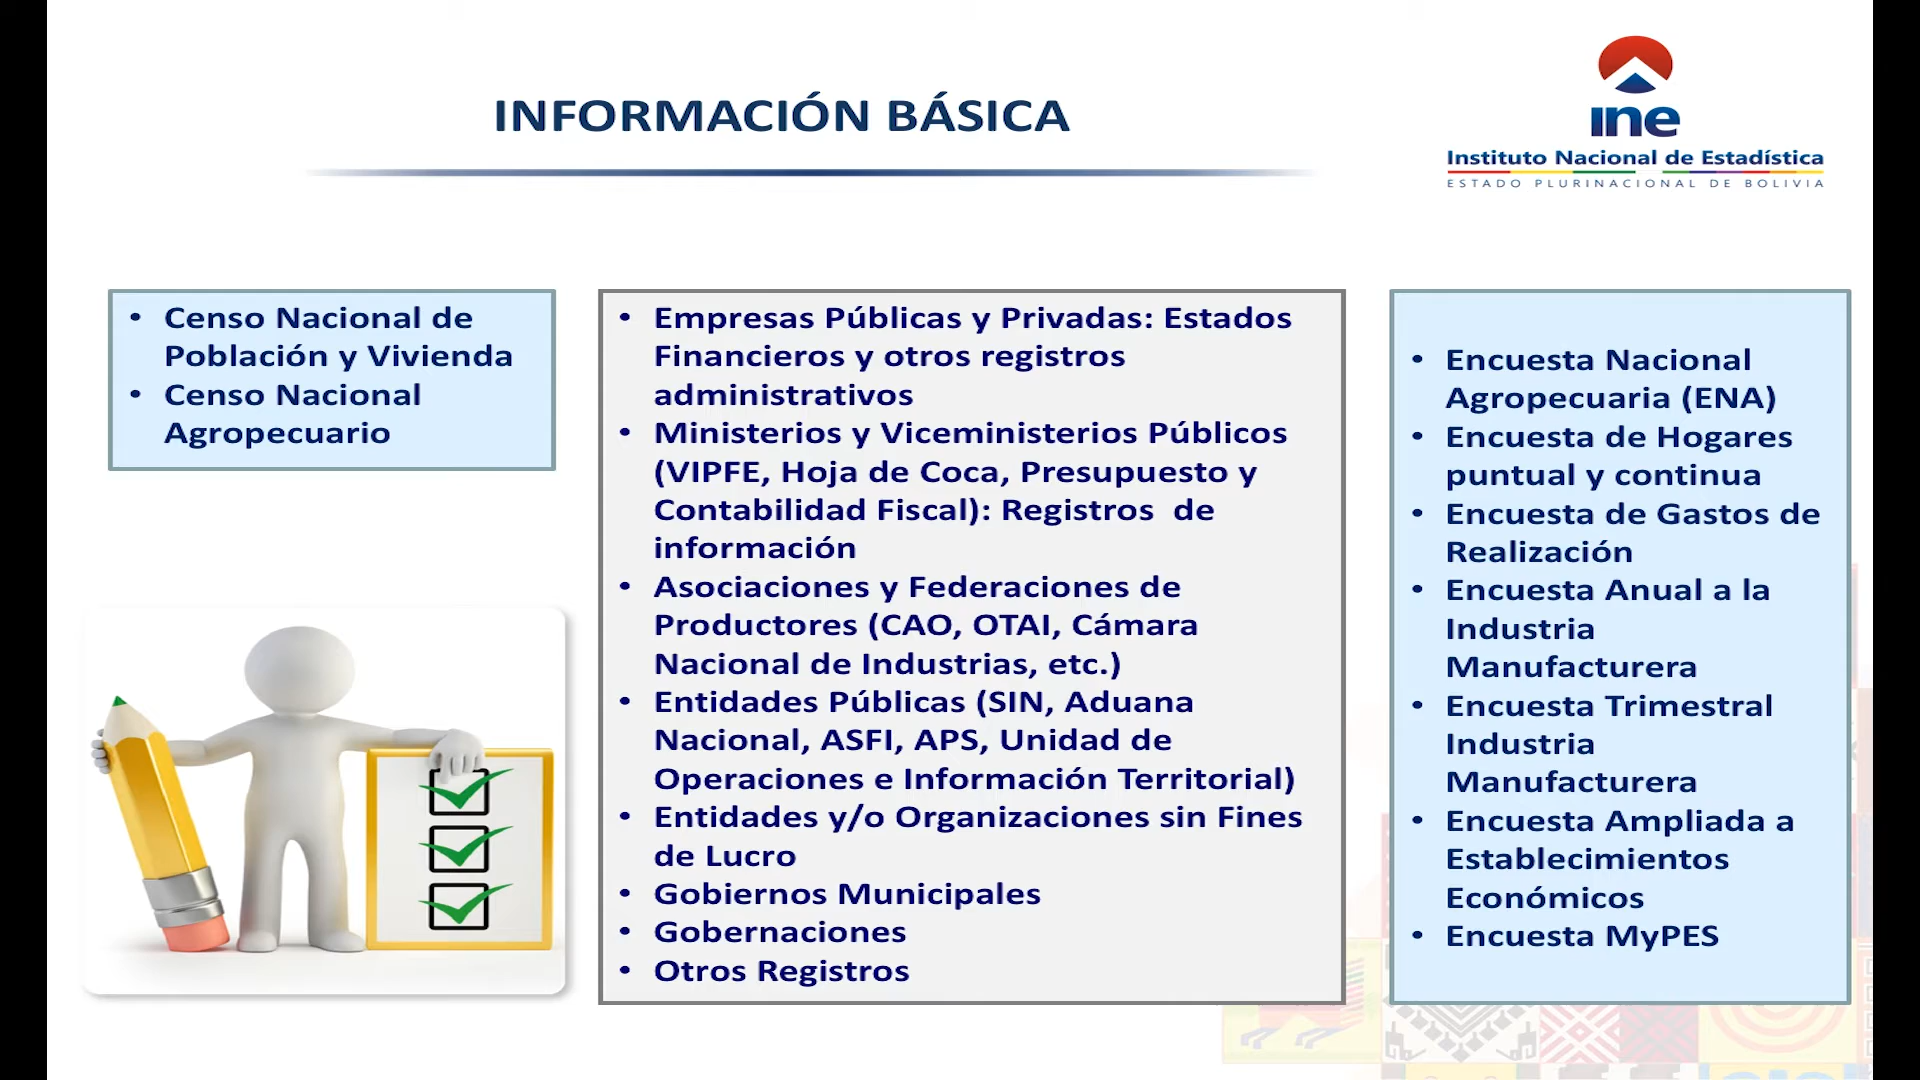 INFORMACIÓN BÁSICA
ine
Instituto Nacional de Estadística
ESTADO PLURINACIONAL DE BOLIVIA
• Censo Nacional de
Población y Vivienda
• Censo Nacional
Agropecuario
• Empresas Públicas y Privadas: Estados
Financieros y otros registros
administrativos
• Ministerios y Viceministerios Públicos
(VIPFE, Hoja de Coca, Presupuesto y
Contabilidad Fiscal): Registros de
información
• Asociaciones y Federaciones de
Productores (CAO, OTAI, Cámara
Nacional de Industrias, etc.)
• Entidades Públicas (SIN, Aduana
Nacional, ASFI, APS, Unidad de
Operaciones e Información Territorial)
• Entidades y/o Organizaciones sin Fines
de Lucro
• Gobiernos Municipales
• Gobernaciones
• Otros Registros
• Encuesta Nacional
Agropecuaria (ENA)
• Encuesta de Hogares
puntual y continua
• Encuesta de Gastos de
Realización
• Encuesta Anual a la
Industria
Manufacturera
• Encuesta Trimestral
Industria
Manufacturera
• Encuesta Ampliada a
Establecimientos
Económicos
• Encuesta MyPES